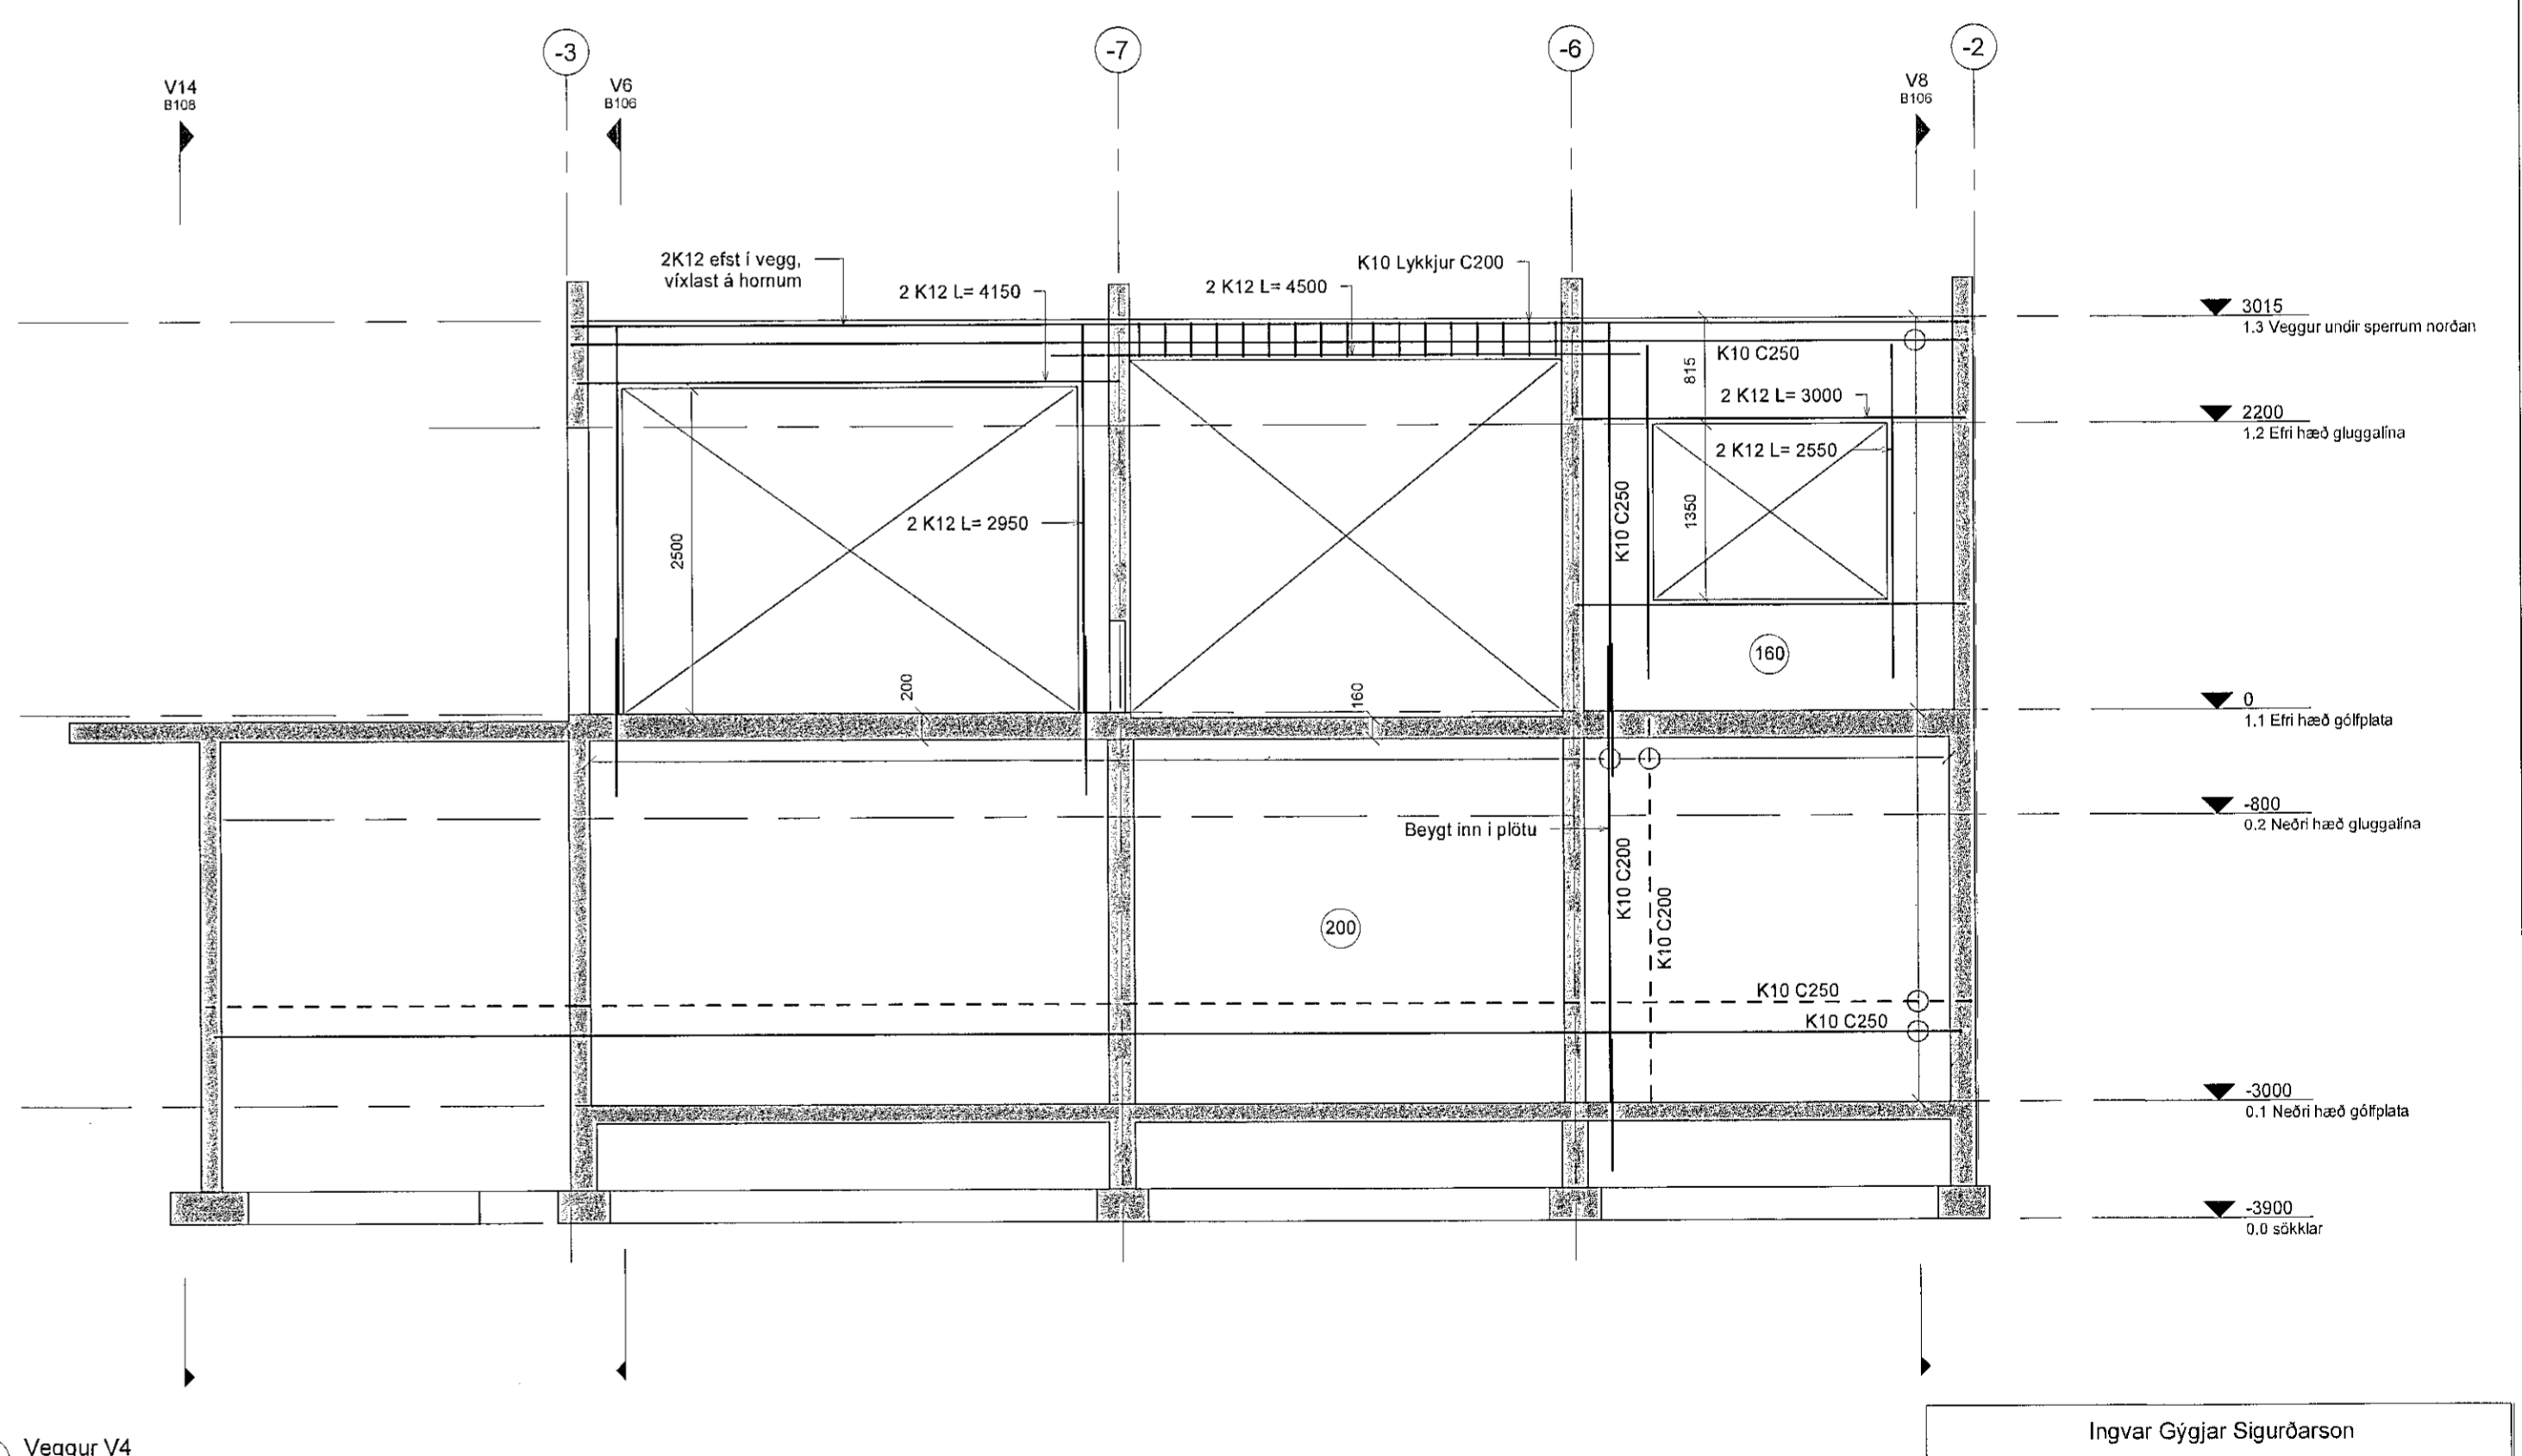 -3
-7
-6
-2
V14
B108
V6
B106
V8
B106
2K12 efst í vegg,
víxlast á hornum
2 K12 L= 4150
2 K12 L= 4500
K10 Lykkjur C200
3015
1.3 Veggur undir sperrum norðan
K10 C250
815
2 K12 L= 3000
2200
1.2 Efri hæð gluggalína
2 K12 L= 2550
K10 C250
1350
2 K12 L= 2950
2500
160
200
160
0
1.1 Efri hæð gólfplata
-800
0.2 Neðri hæð gluggalína
Beygt inn í plötu
K10 C200
K10 C200
200
K10 C250
K10 C250
-3000
0.1 Neðri hæð gólfplata
-3900
0.0 sökklar
Veggur V4
Ingvar Gýgjar Sigurðarson